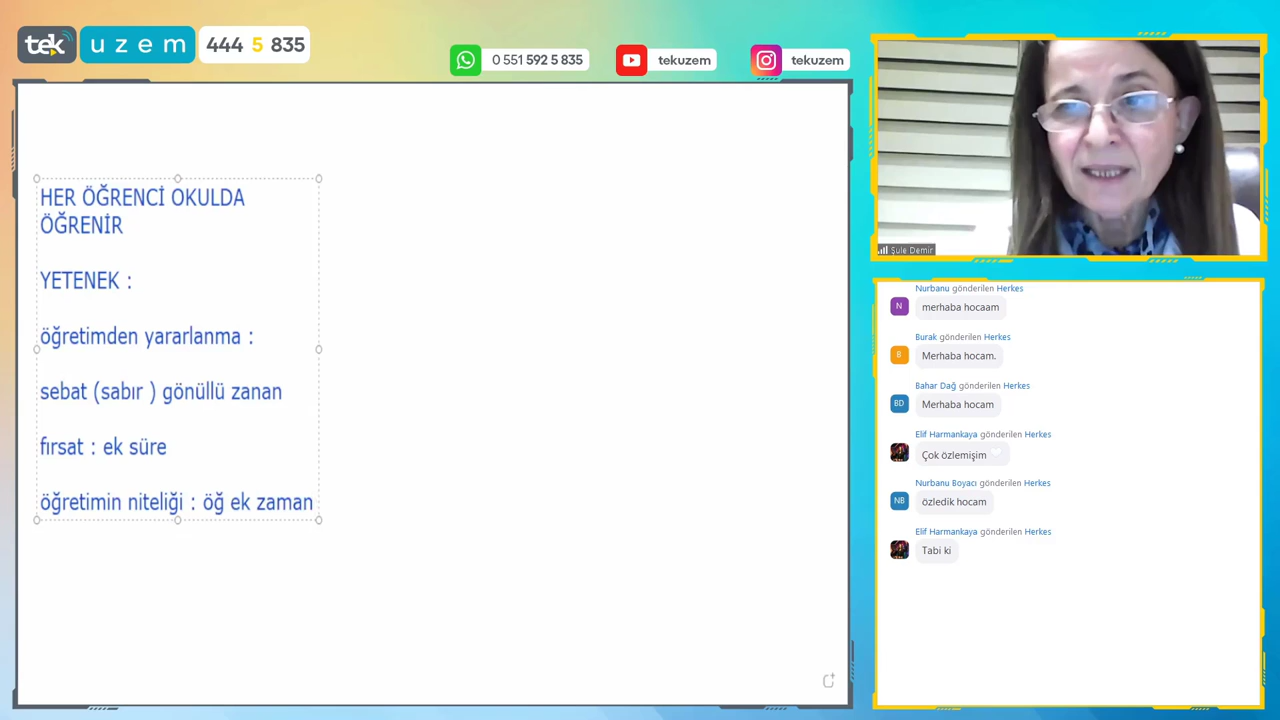 tek
uzem
444 5 835
0 551 592 5 835
tekuzem
tekuzem
HER ÖĞRENCİ OKULDA
ÖĞRENİR
YETENEK :
öğretimden yararlanma :
sebat (sabır ) gönüllü zanan
fırsat : ek süre
öğretimin niteliği : öğ ek zaman
Şule Demir
Nurbanu gönderilen Herkes
N
merhaba hocaam
Burak gönderilen Herkes
B
Merhaba hocam.
Bahar Dağ gönderilen Herkes
BD
Merhaba hocam
Elif Harmankaya gönderilen Herkes
Çok özlemişim
Nurbanu Boyacı gönderilen Herkes
NB
özledik hocam
Elif Harmankaya gönderilen Herkes
Tabi ki